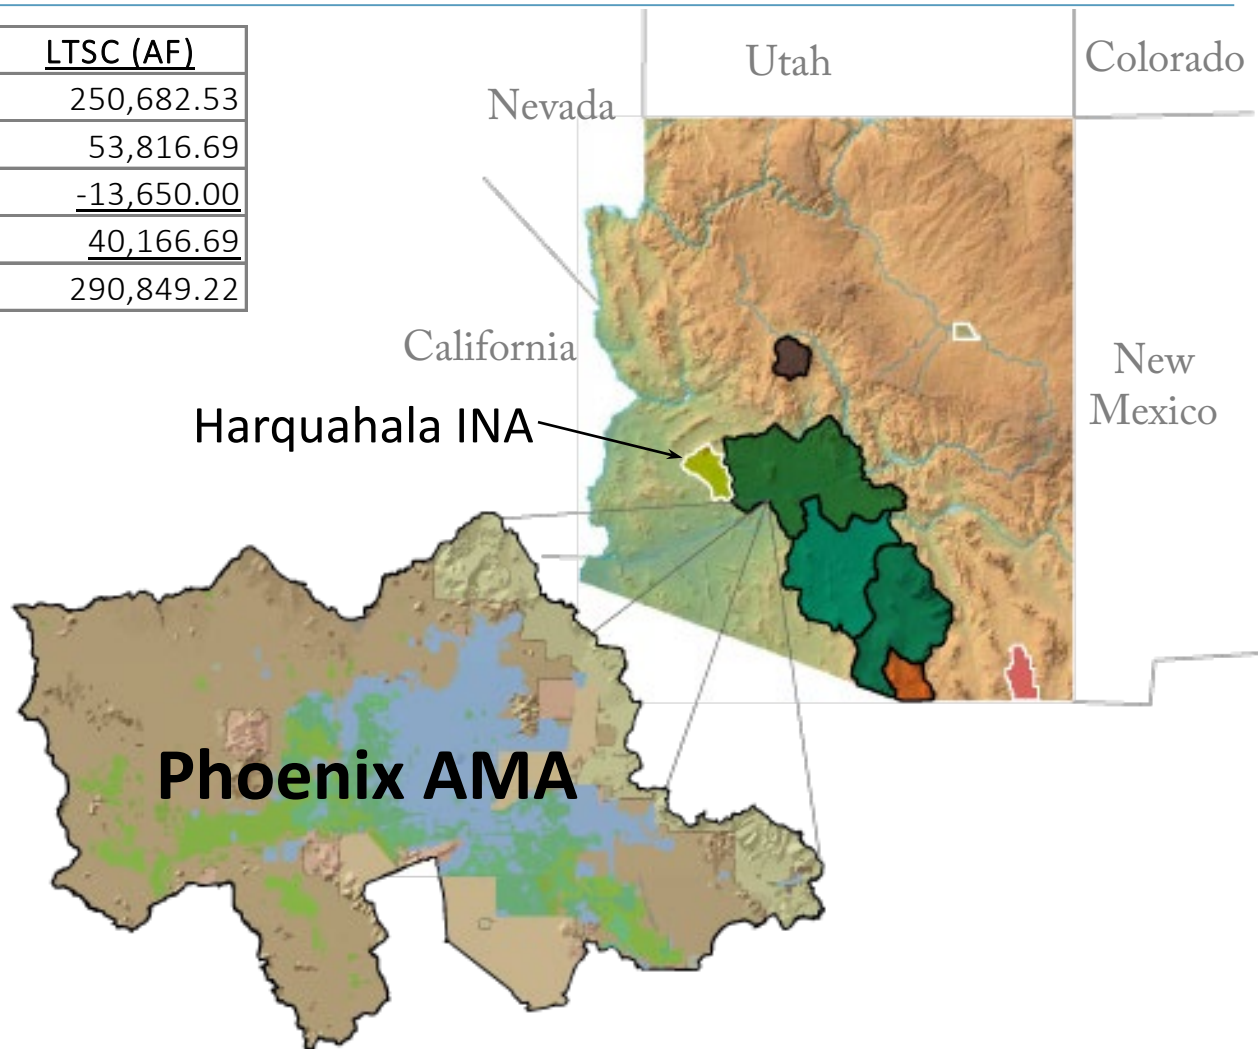 LTSC (AF)
250,682.53
53,816.69
-13,650.00
40,166.69
290,849.22
Utah
Colorado
Nevada
California
New
Mexico
Harquahala INA
Phoenix AMA